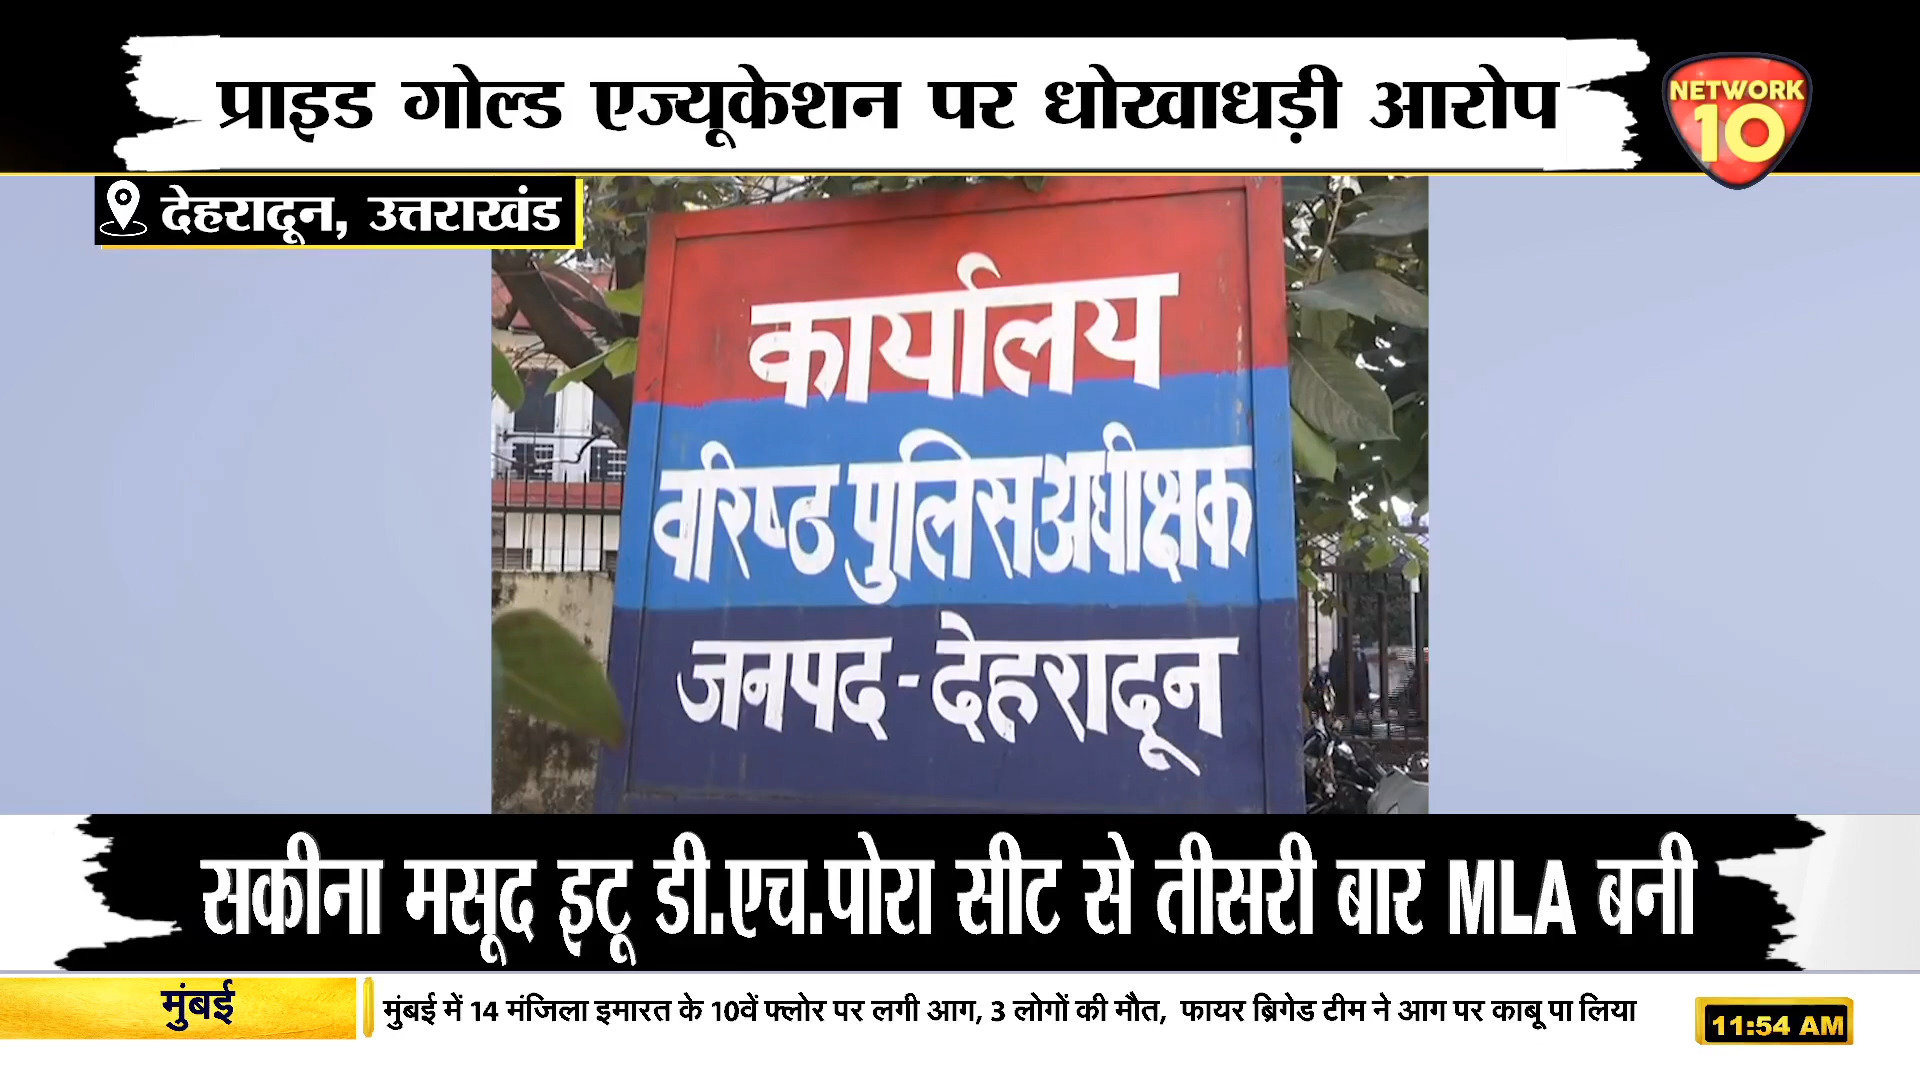 प्राइड गोल्ड एज्यूकेशन पर धोखाधड़ी आरोप
NETWORK
10
देहरादून, उत्तराखंड
कार्यालय
वरिष्ठ पुलिस अधीक्षक
जनपद - देहरादून
सकीना मसूद इटू डी.एच.पोरा सीट से तीसरी बार MLA बनी
मुंबई
मुंबई में 14 मंजिला इमारत के 10वें फ्लोर पर लगी आग, 3 लोगों की मौत, फायर ब्रिगेड टीम ने आग पर काबू पा लिया
11:54 AM